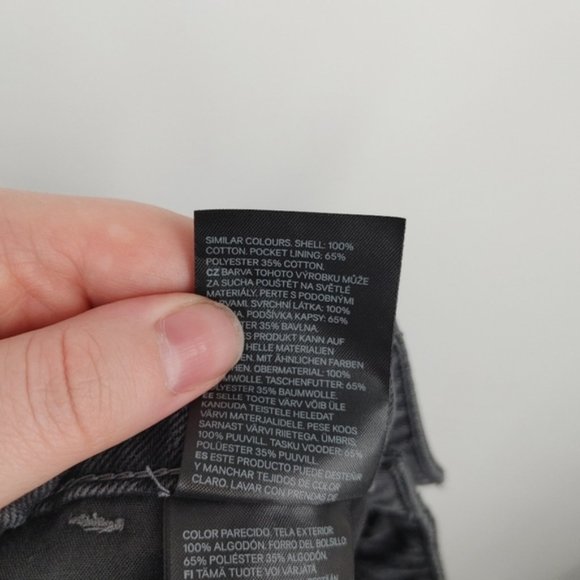 SIMILAR COLOURS. SHELL: 100%
COTTON. POCKET LINING: 65%
POLYESTER 35% COTTON.
CZ BARVA TOHOTO VÝROBKU MŮŽE
ZA SUCHA POUŠTĚT NA SVĚTLÉ
MATERIÁLY. PERTE S PODOBNÝMI
BARVAMI. SVRCHNÍ LÁTKA: 100%
PODŠÍVKA KAPSY: 65%
35% BAVLNA.
PRODUKT KANN AUF
HELLE MATERIALIEN
MIT ÄHNLICHEN FARBEN
OBERMATERIAL: 100%
BAUMWOLLE. TASCHENFUTTER: 65%
POLYESTER 35% BAUMWOLLE.
EE SELLE TOOTE VÄRV VÕIB ÜLE
KANDUDA TEISTELE HELEDAT
VÄRVI MATERJALIDELE. PESE KOOS
SARNAST VÄRVI RIIETEGA. ÜMBRIS:
100% PUUVILL. TASKU VOODER: 65%
POLÜESTER 35% PUUVILL.
ES ESTE PRODUCTO PUEDE DESTEÑIR
Y MANCHAR TEJIDOS DE COLOR
CLARO. LAVAR CON PRENDAS DE
COLOR PARECIDO. TELA EXTERIOR:
100% ALGODÓN. FORRO DEL BOLSILLO:
65% POLIÉSTER 35% ALGODÓN.
FI TÄMÄ TUOTE VOI VÄRJÄTÄ